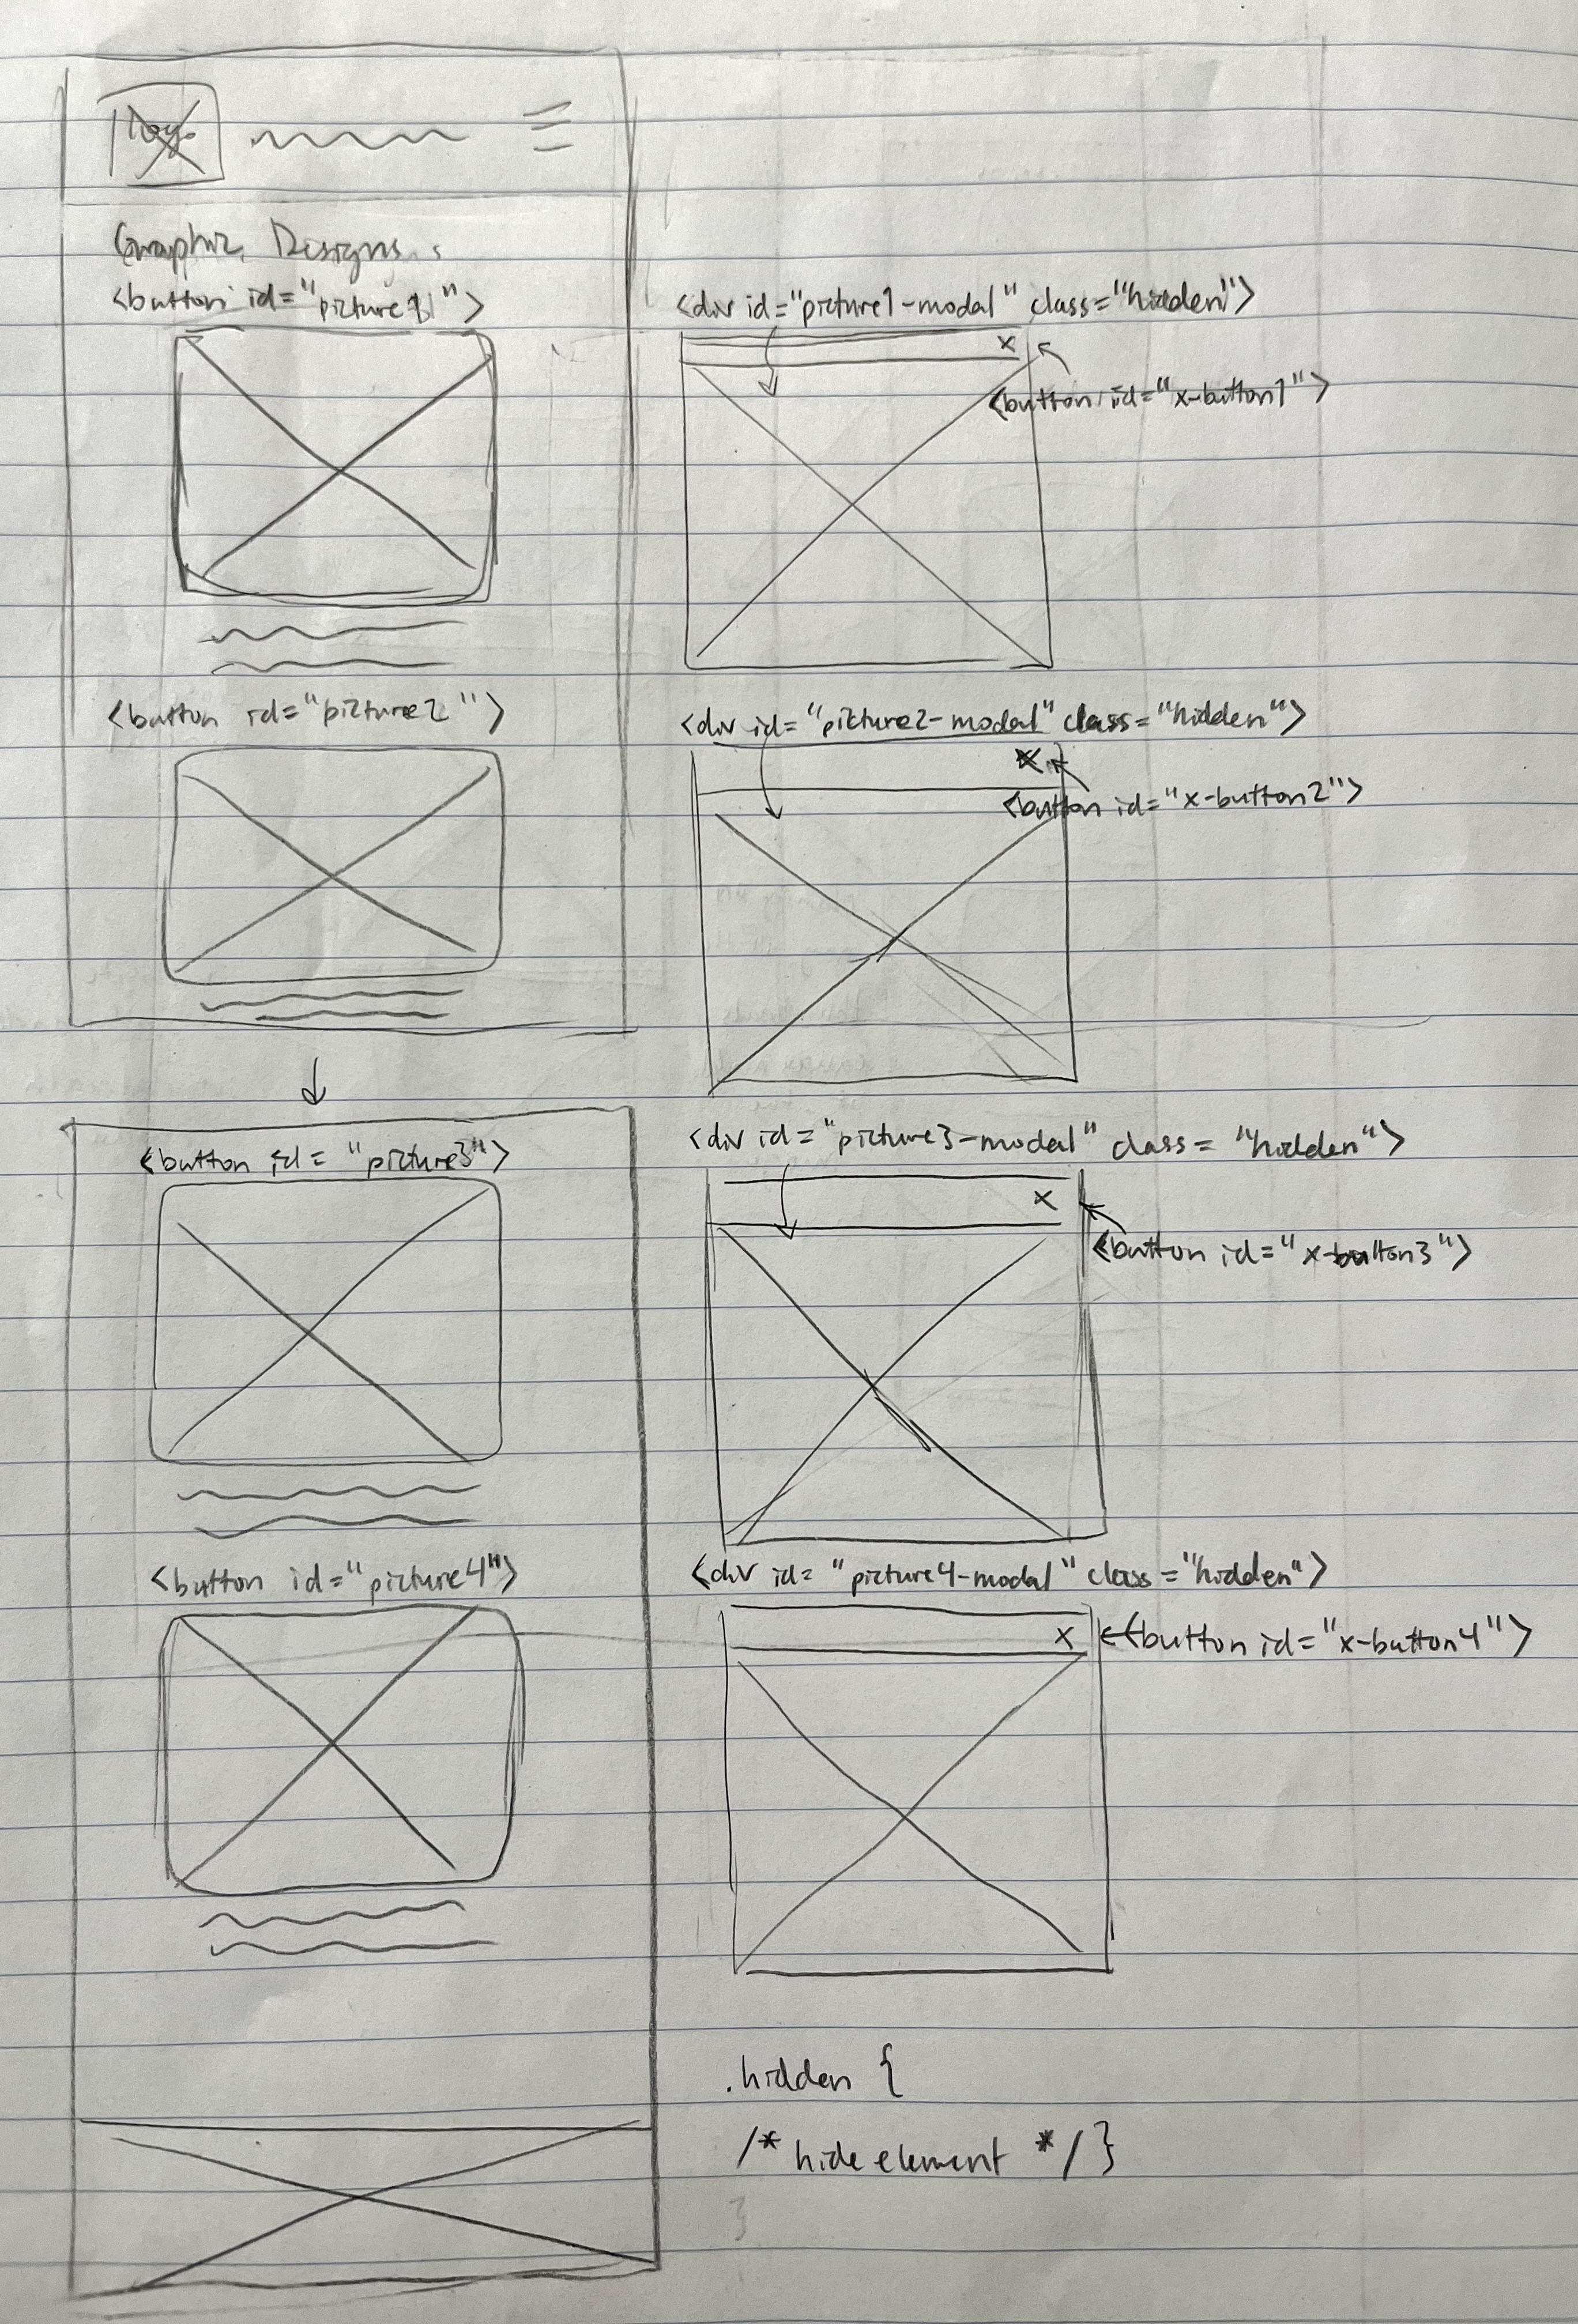 logo
Graphic Designs
<button id="picture1">
<div id="picture1-modal" class="hidden">
X
<button id="x-button1">
<button id="picture2">
<div id="picture2-modal" class="hidden">
X
<button id="x-button2">
<button id="picture3">
<div id="picture3-modal" class="hidden">
X
<button id="x-button3">
<button id="picture4">
<div id="picture4-modal" class="hidden">
X
<button id="x-button4">
.hidden {
/* hide element */ }
}